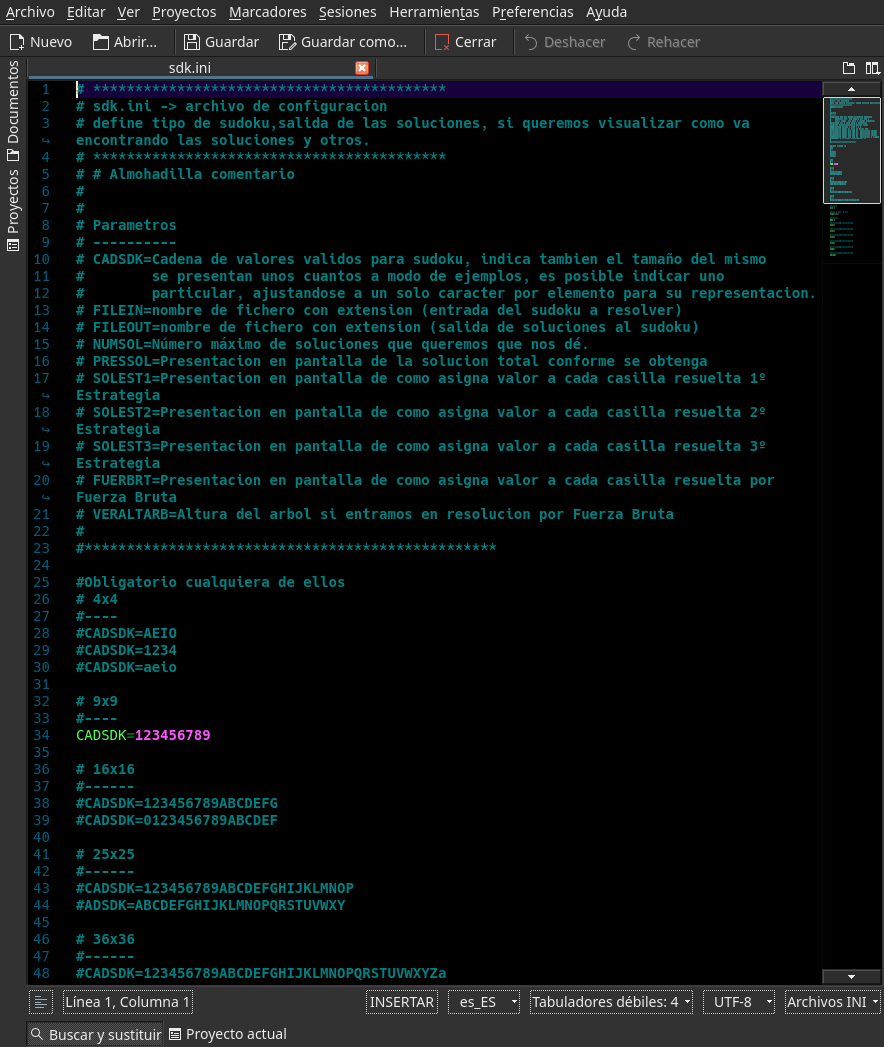 Archivo Editar Ver Proyectos Marcadores Sesiones Herramientas Preferencias Ayuda
Nuevo Abrir... Guardar Guardar como... Cerrar Deshacer Rehacer
sdk.ini
Documentos
Proyectos
1 # ******************************************
2 # sdk.ini -> archivo de configuracion
3 # define tipo de sudoku,salida de las soluciones, si queremos visualizar como va
↪ encontrando las soluciones y otros.
4 # ******************************************
5 # # Almohadilla comentario
6 #
7 #
8 # Parametros
9 # ----------
10 # CADSDK=Cadena de valores validos para sudoku, indica tambien el tamaño del mismo
11 #        se presentan unos cuantos a modo de ejemplos, es posible indicar uno
12 #        particular, ajustandose a un solo caracter por elemento para su representacion.
13 # FILEIN=nombre de fichero con extension (entrada del sudoku a resolver)
14 # FILEOUT=nombre de fichero con extension (salida de soluciones al sudoku)
15 # NUMSOL=Número máximo de soluciones que queremos que nos dé.
16 # PRESSOL=Presentacion en pantalla de la solucion total conforme se obtenga
17 # SOLEST1=Presentacion en pantalla de como asigna valor a cada casilla resuelta 1º
↪ Estrategia
18 # SOLEST2=Presentacion en pantalla de como asigna valor a cada casilla resuelta 2º
↪ Estrategia
19 # SOLEST3=Presentacion en pantalla de como asigna valor a cada casilla resuelta 3º
↪ Estrategia
20 # FUERBRT=Presentacion en pantalla de como asigna valor a cada casilla resuelta por
↪ Fuerza Bruta
21 # VERALTARB=Altura del arbol si entramos en resolucion por Fuerza Bruta
22 #
23 #*************************************************
24
25 #Obligatorio cualquiera de ellos
26 # 4x4
27 #----
28 #CADSDK=AEIO
29 #CADSDK=1234
30 #CADSDK=aeio
31
32 # 9x9
33 #----
34 CADSDK=123456789
35
36 # 16x16
37 #------
38 #CADSDK=123456789ABCDEFG
39 #CADSDK=0123456789ABCDEF
40
41 # 25x25
42 #------
43 #CADSDK=123456789ABCDEFGHIJKLMNOP
44 #ADSDK=ABCDEFGHIJKLMNOPQRSTUVWXY
45
46 # 36x36
47 #------
48 #CADSDK=123456789ABCDEFGHIJKLMNOPQRSTUVWXYZa
Línea 1, Columna 1 INSERTAR es_ES Tabuladores débiles: 4 UTF-8 Archivos INI
Buscar y sustituir Proyecto actual